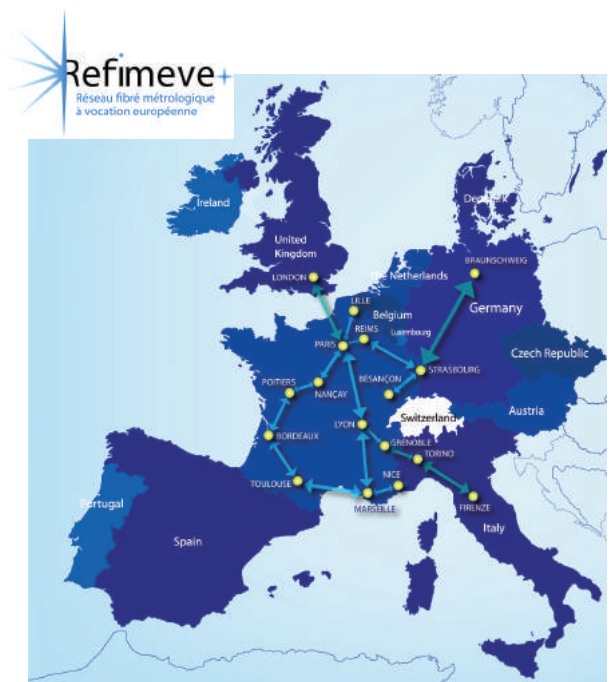 Refimeve+
Réseau fibré métrologique
à vocation européenne
Ireland
United
Kingdom
LONDON
Denmark
BRAUNSCHWEIG
The Netherlands
Germany
LILLE
Belgium
REIMS
Luxembourg
PARIS
Czech Republic
BESANÇON
STRASBOURG
POITIERS
NANÇAY
Switzerland
Austria
LYON
BORDEAUX
GRENOBLE
TORINO
TOULOUSE
NICE
MARSEILLE
FIRENZE
Portugal
Spain
Italy